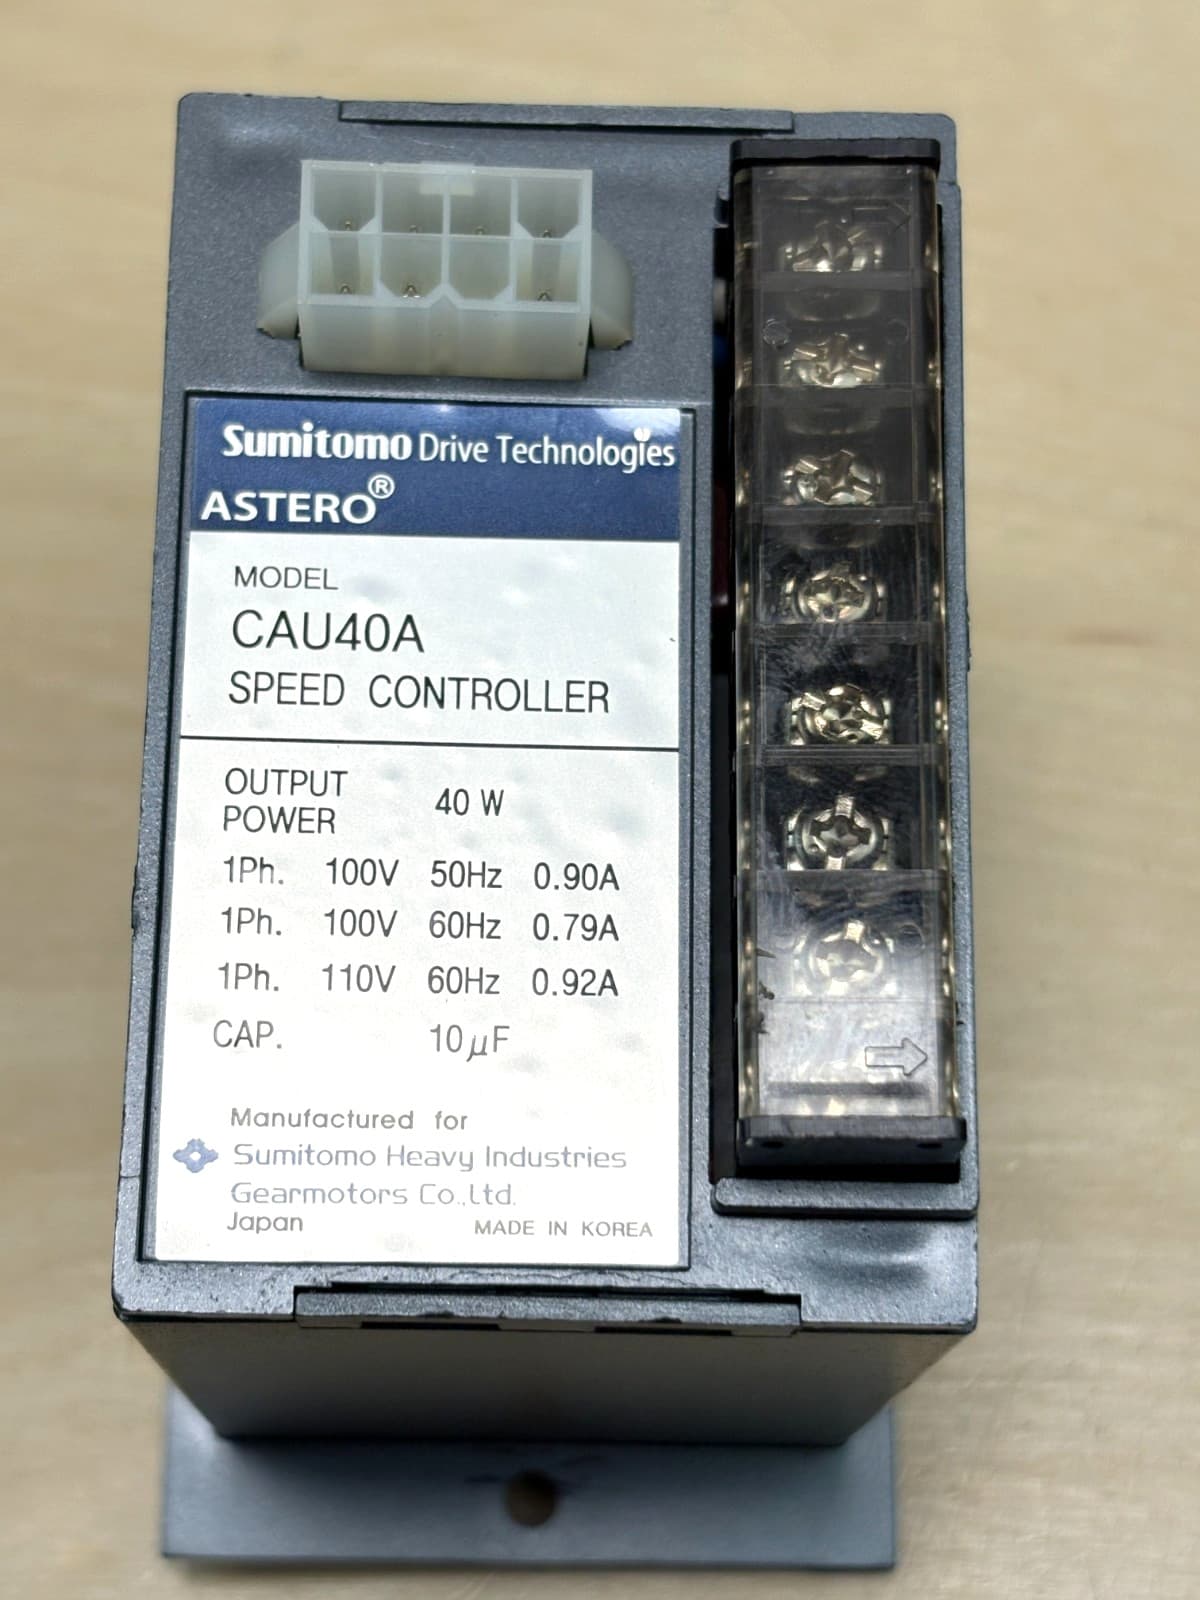 Sumitomo Drive Technologies
ASTERO®
MODEL
CAU40A
SPEED CONTROLLER
OUTPUT POWER 40 W
1Ph. 100V 50Hz 0.90A
1Ph. 100V 60Hz 0.79A
1Ph. 110V 60Hz 0.92A
CAP. 10μF
Manufactured for
Sumitomo Heavy Industries
Gearmotors Co.,Ltd.
Japan MADE IN KOREA